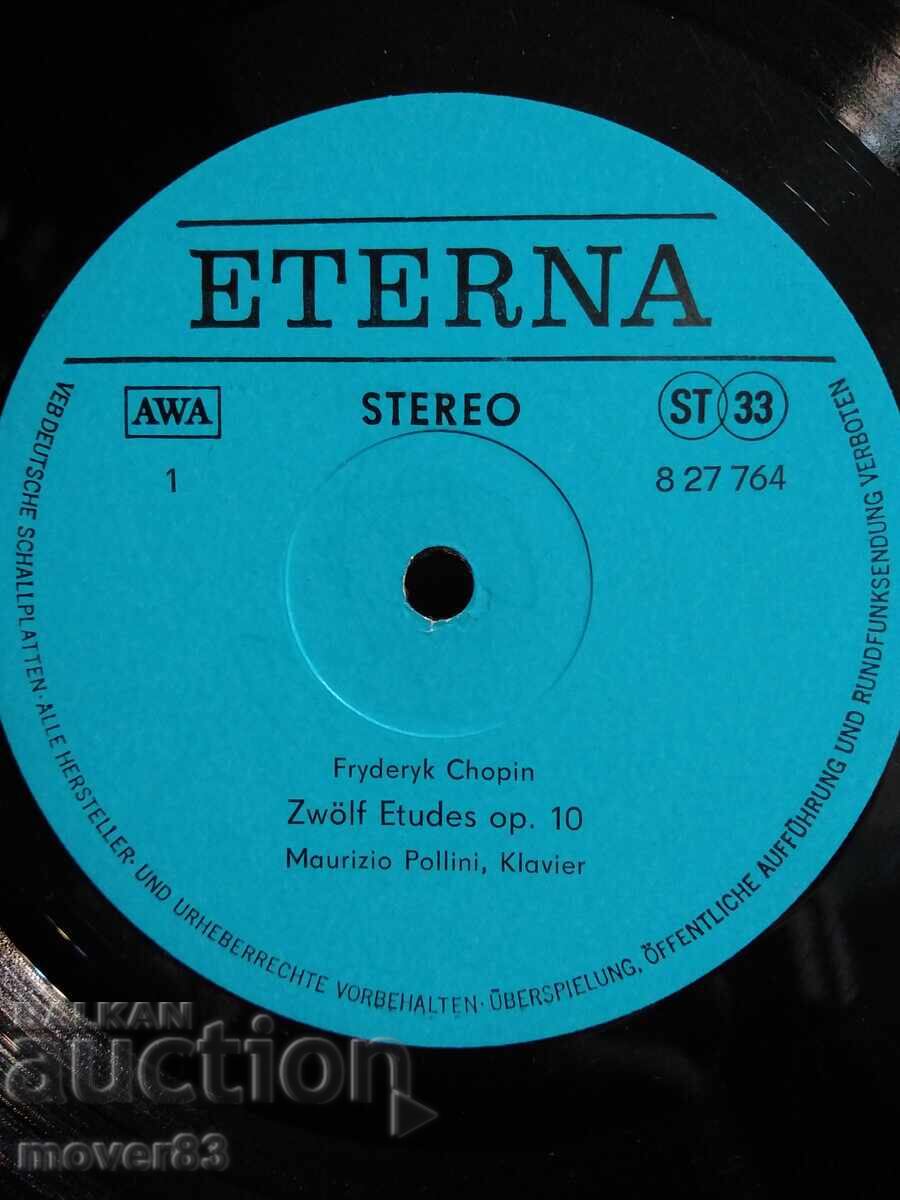 ETERNA
AWA STEREO ST 33
1 8 27 764
Fryderyk Chopin
Zwölf Etudes op. 10
Maurizio Pollini, Klavier
VEB DEUTSCHE SCHALLPLATTEN · ALLE HERSTELLER- UND URHEBERRECHTE VORBEHALTEN · ÜBERSPIELUNG, ÖFFENTLICHE AUFFÜHRUNG UND RUNDFUNKSENDUNG VERBOTEN
BALKAN
auction
mover83